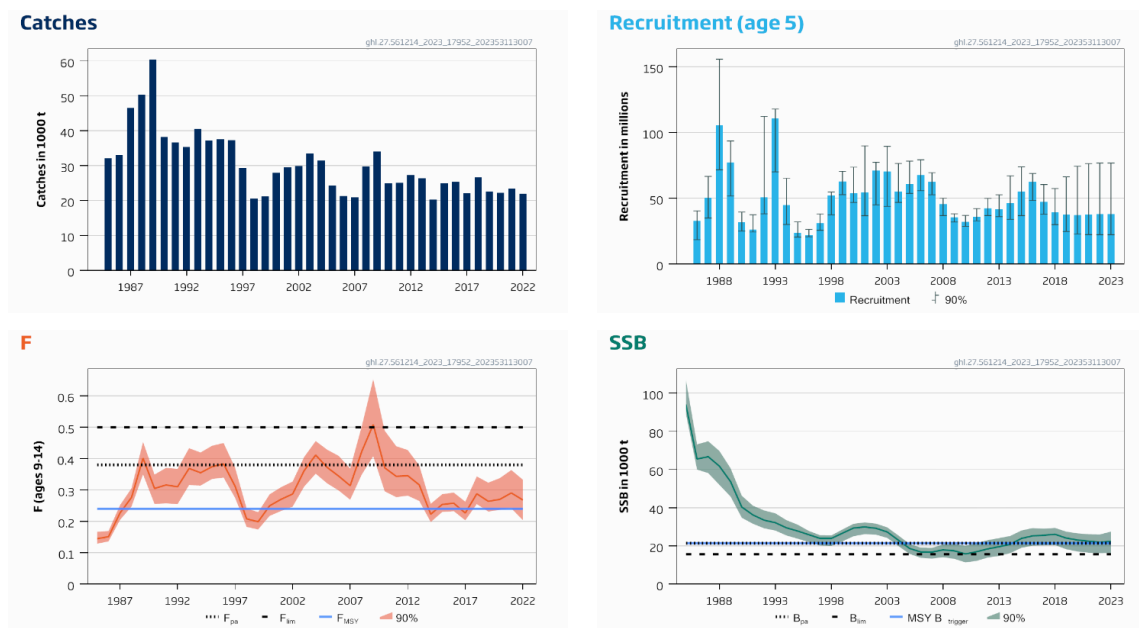 Catches
ghl.27.561214_2023_17952_202353113007
Catches in 1000 t
60
50
40
30
20
10
0
1987 1992 1997 2002 2007 2012 2017 2022
Recruitment (age 5)
ghl.27.561214_2023_17952_202353113007
Recruitment in millions
150
100
50
0
1988 1993 1998 2003 2008 2013 2018 2023
Recruitment 90%
F
ghl.27.561214_2023_17952_202353113007
F (ages 9-14)
0.6
0.5
0.4
0.3
0.2
0.1
0
1987 1992 1997 2002 2007 2012 2017 2022
Fpa Flim FMSY 90%
SSB
ghl.27.561214_2023_17952_202353113007
SSB in 1000 t
100
80
60
40
20
0
1988 1993 1998 2003 2008 2013 2018 2023
Bpa Blim MSY B trigger 90%